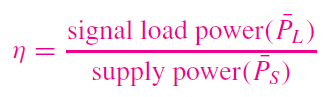 η = signal load power(P̄_L)
supply power(P̄_S)